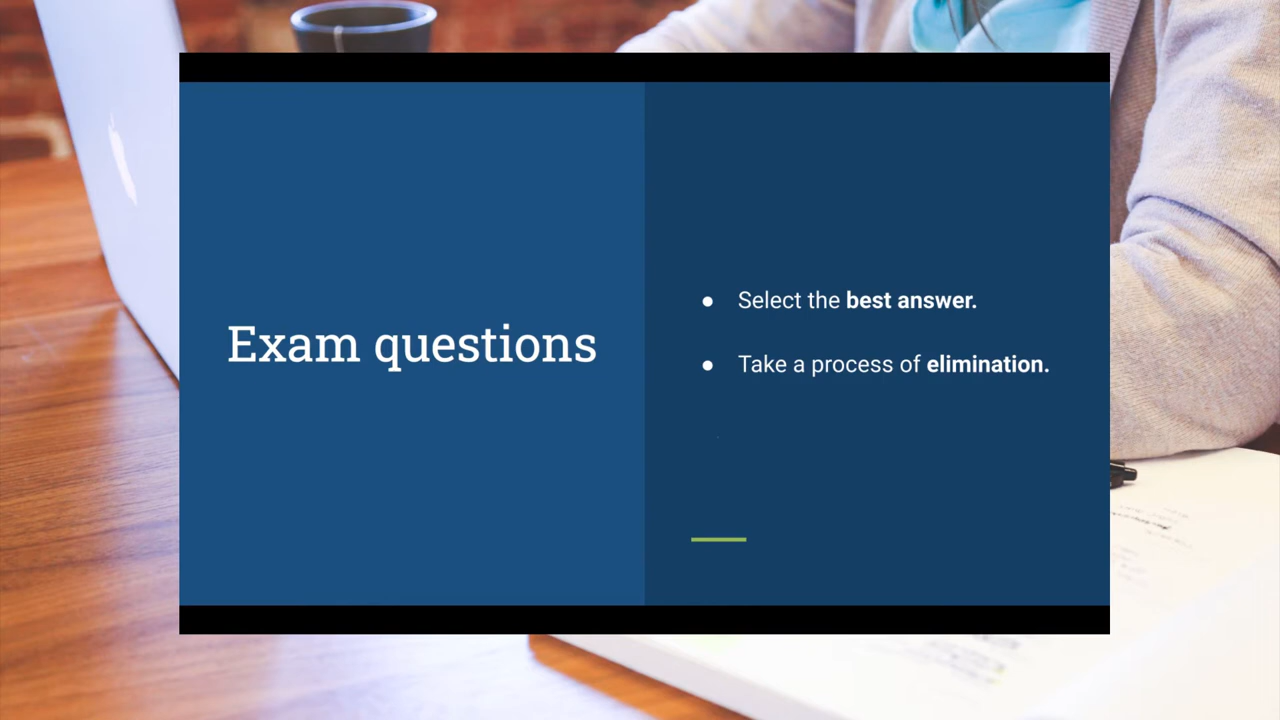 Exam questions
● Select the best answer.
● Take a process of elimination.